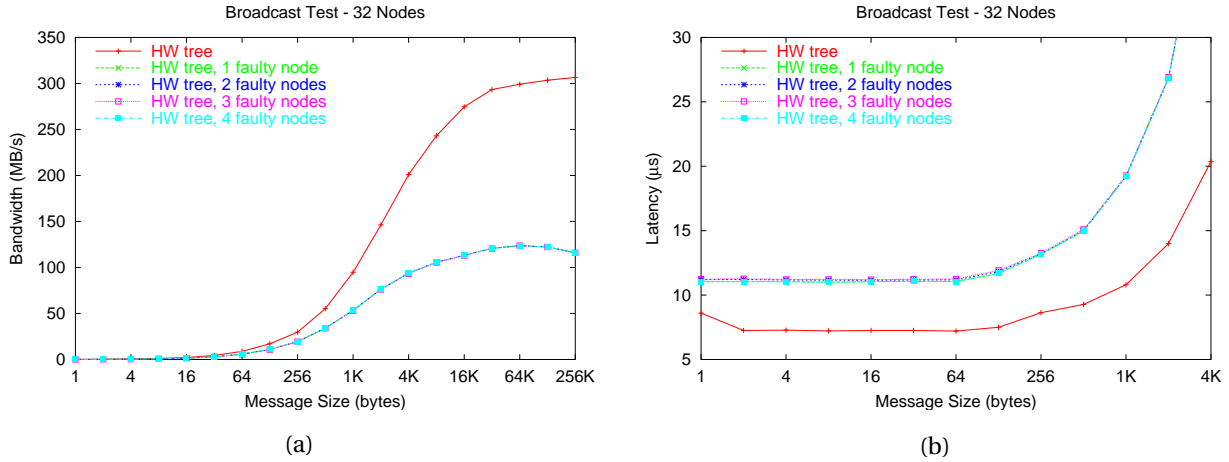 Broadcast Test - 32 Nodes
350
300
250
200
150
100
50
0
Bandwidth (MB/s)
HW tree
HW tree, 1 faulty node
HW tree, 2 faulty nodes
HW tree, 3 faulty nodes
HW tree, 4 faulty nodes
1 4 16 64 256 1K 4K 16K 64K 256K
Message Size (bytes)
(a)
Broadcast Test - 32 Nodes
30
25
20
15
10
5
Latency (µs)
HW tree
HW tree, 1 faulty node
HW tree, 2 faulty nodes
HW tree, 3 faulty nodes
HW tree, 4 faulty nodes
1 4 16 64 256 1K 4K
Message Size (bytes)
(b)